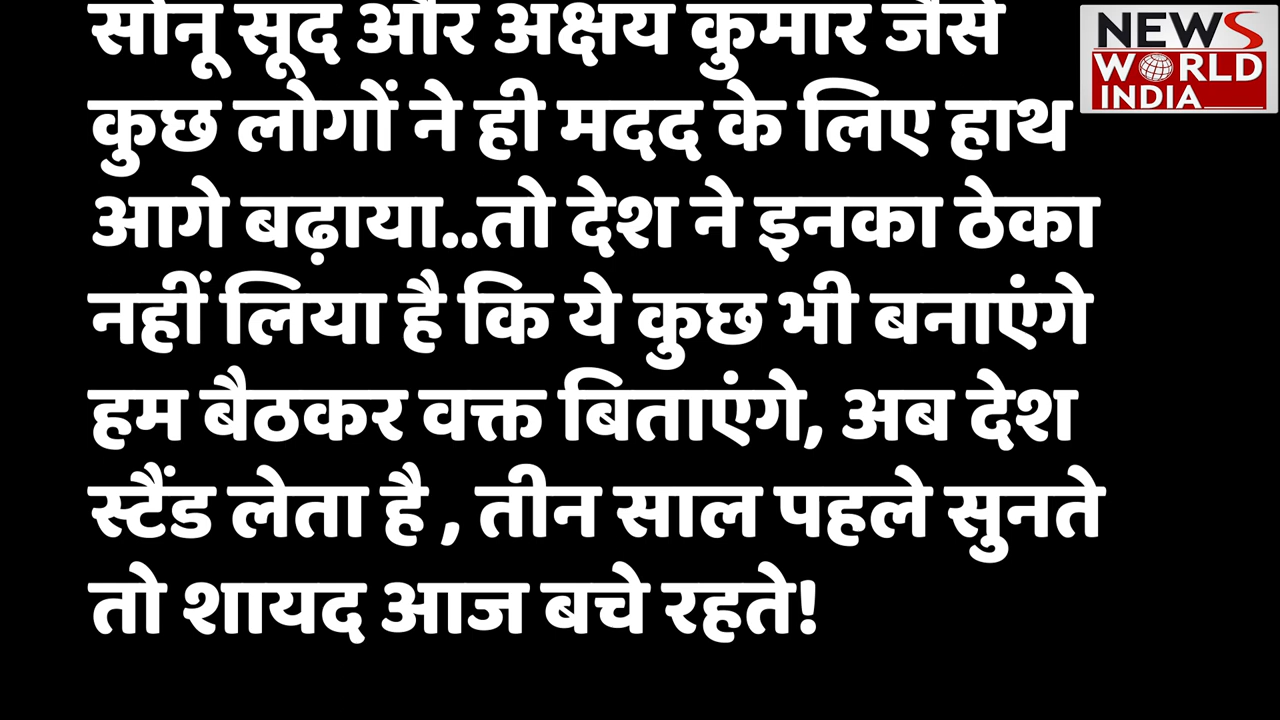 सोनू सूद और अक्षय कुमार जैसे
कुछ लोगों ने ही मदद के लिए हाथ
आगे बढ़ाया..तो देश ने इनका ठेका
नहीं लिया है कि ये कुछ भी बनाएंगे
हम बैठकर वक्त बिताएंगे, अब देश
स्टैंड लेता है , तीन साल पहले सुनते
तो शायद आज बचे रहते!
NEWS
WORLD
INDIA